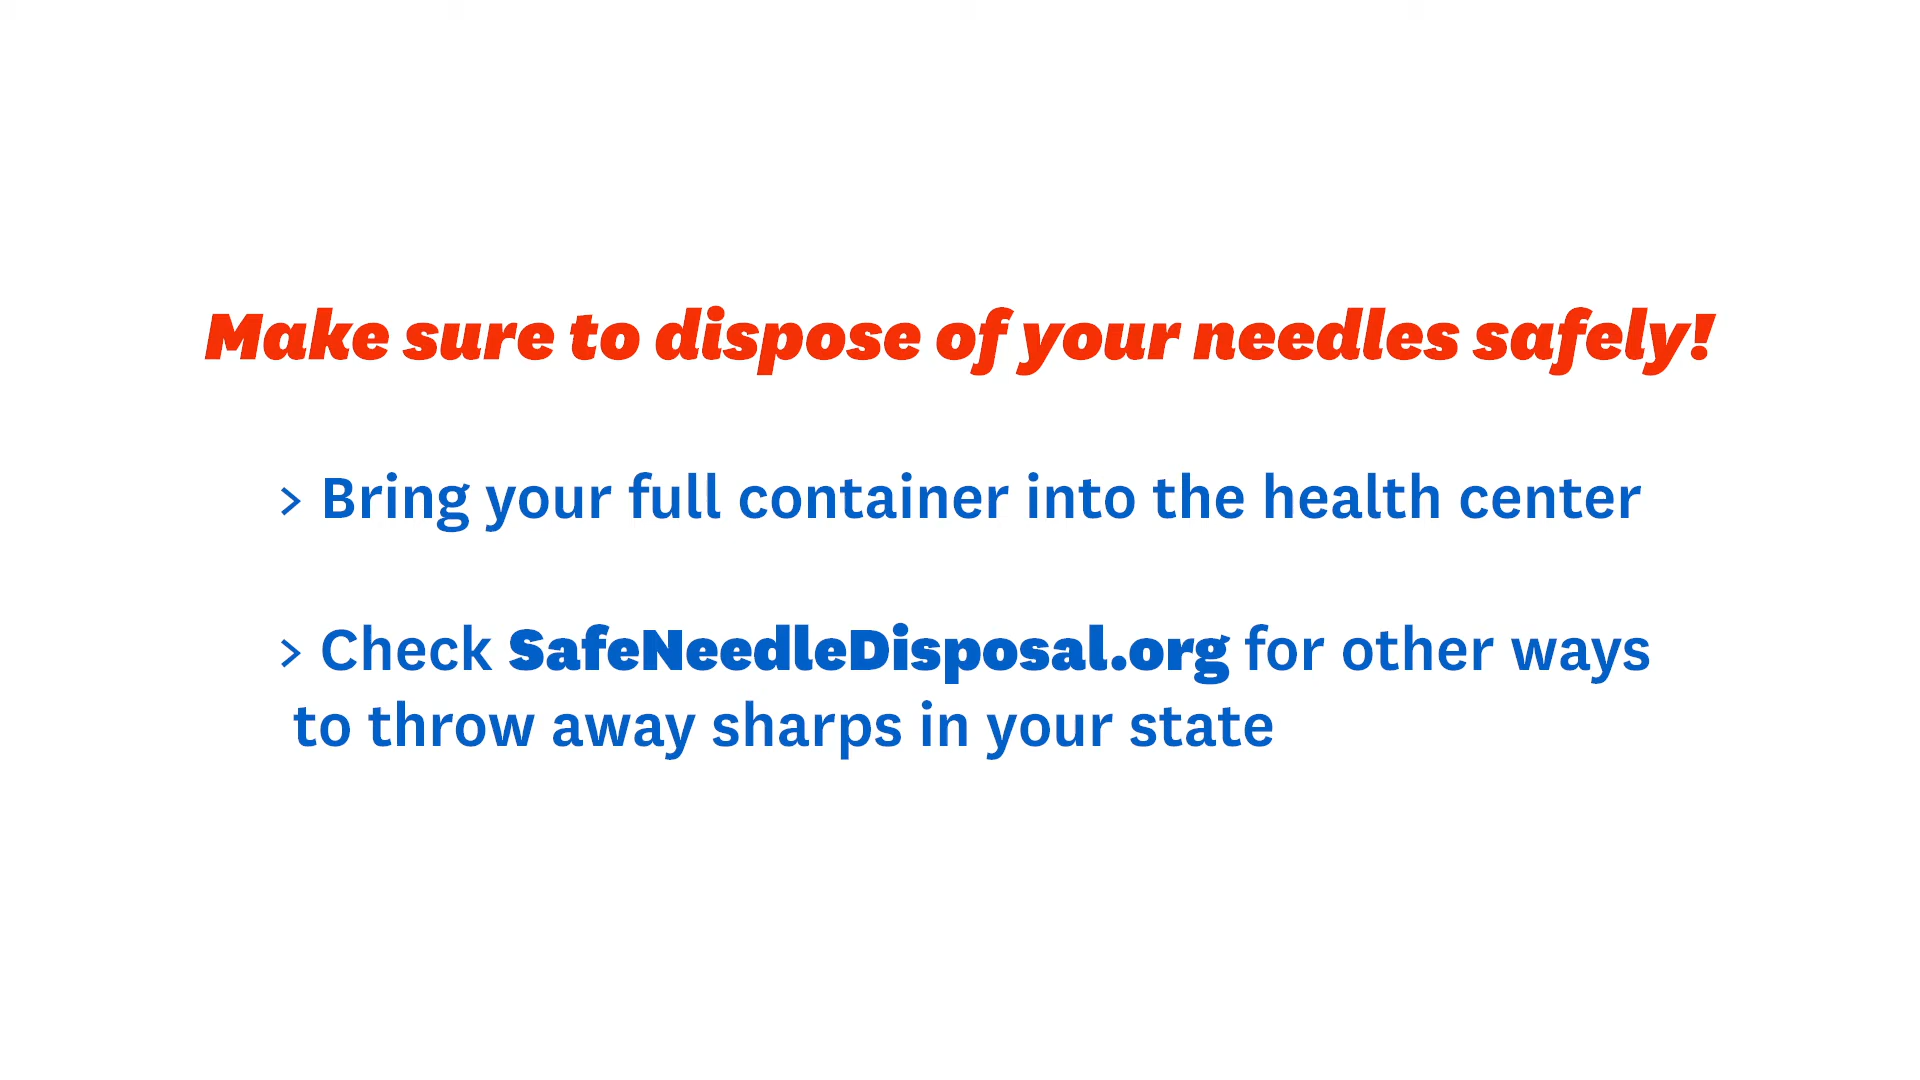 Make sure to dispose of your needles safely!
> Bring your full container into the health center
> Check SafeNeedleDisposal.org for other ways
to throw away sharps in your state